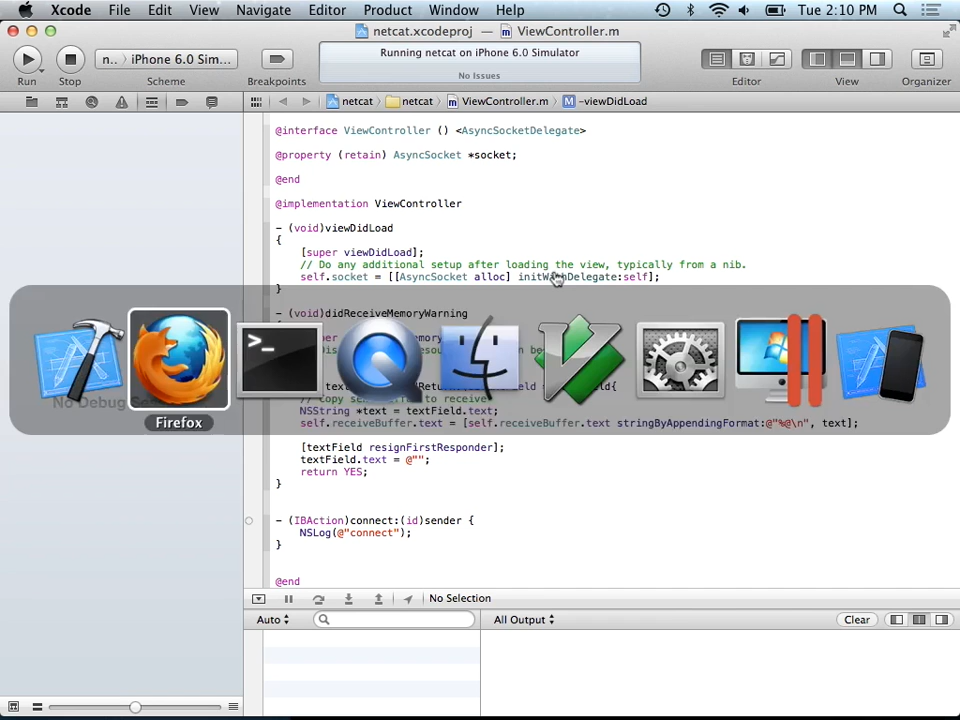 Xcode File Edit View Navigate Editor Product Window Help Tue 2:10 PM
netcat.xcodeproj ViewController.m
n.. iPhone 6.0 Sim...
Running netcat on iPhone 6.0 Simulator
No Issues
Run Stop Scheme Breakpoints Editor View Organizer
netcat netcat ViewController.m M -viewDidLoad
@interface ViewController () <AsyncSocketDelegate>
@property (retain) AsyncSocket *socket;
@end
@implementation ViewController
- (void)viewDidLoad
{
[super viewDidLoad];
// Do any additional setup after loading the view, typically from a nib.
self.socket = [[AsyncSocket alloc] initWithDelegate:self];
}
- (void)didReceiveMemoryWarning
No Debug
Firefox
// Copy
NSString *text = textField.text;
self.receiveBuffer.text = [self.receiveBuffer.text stringByAppendingFormat:@"%@\n", text];
[textField resignFirstResponder];
textField.text = @"";
return YES;
}
- (IBAction)connect:(id)sender {
NSLog(@"connect");
}
@end
No Selection
Auto All Output Clear